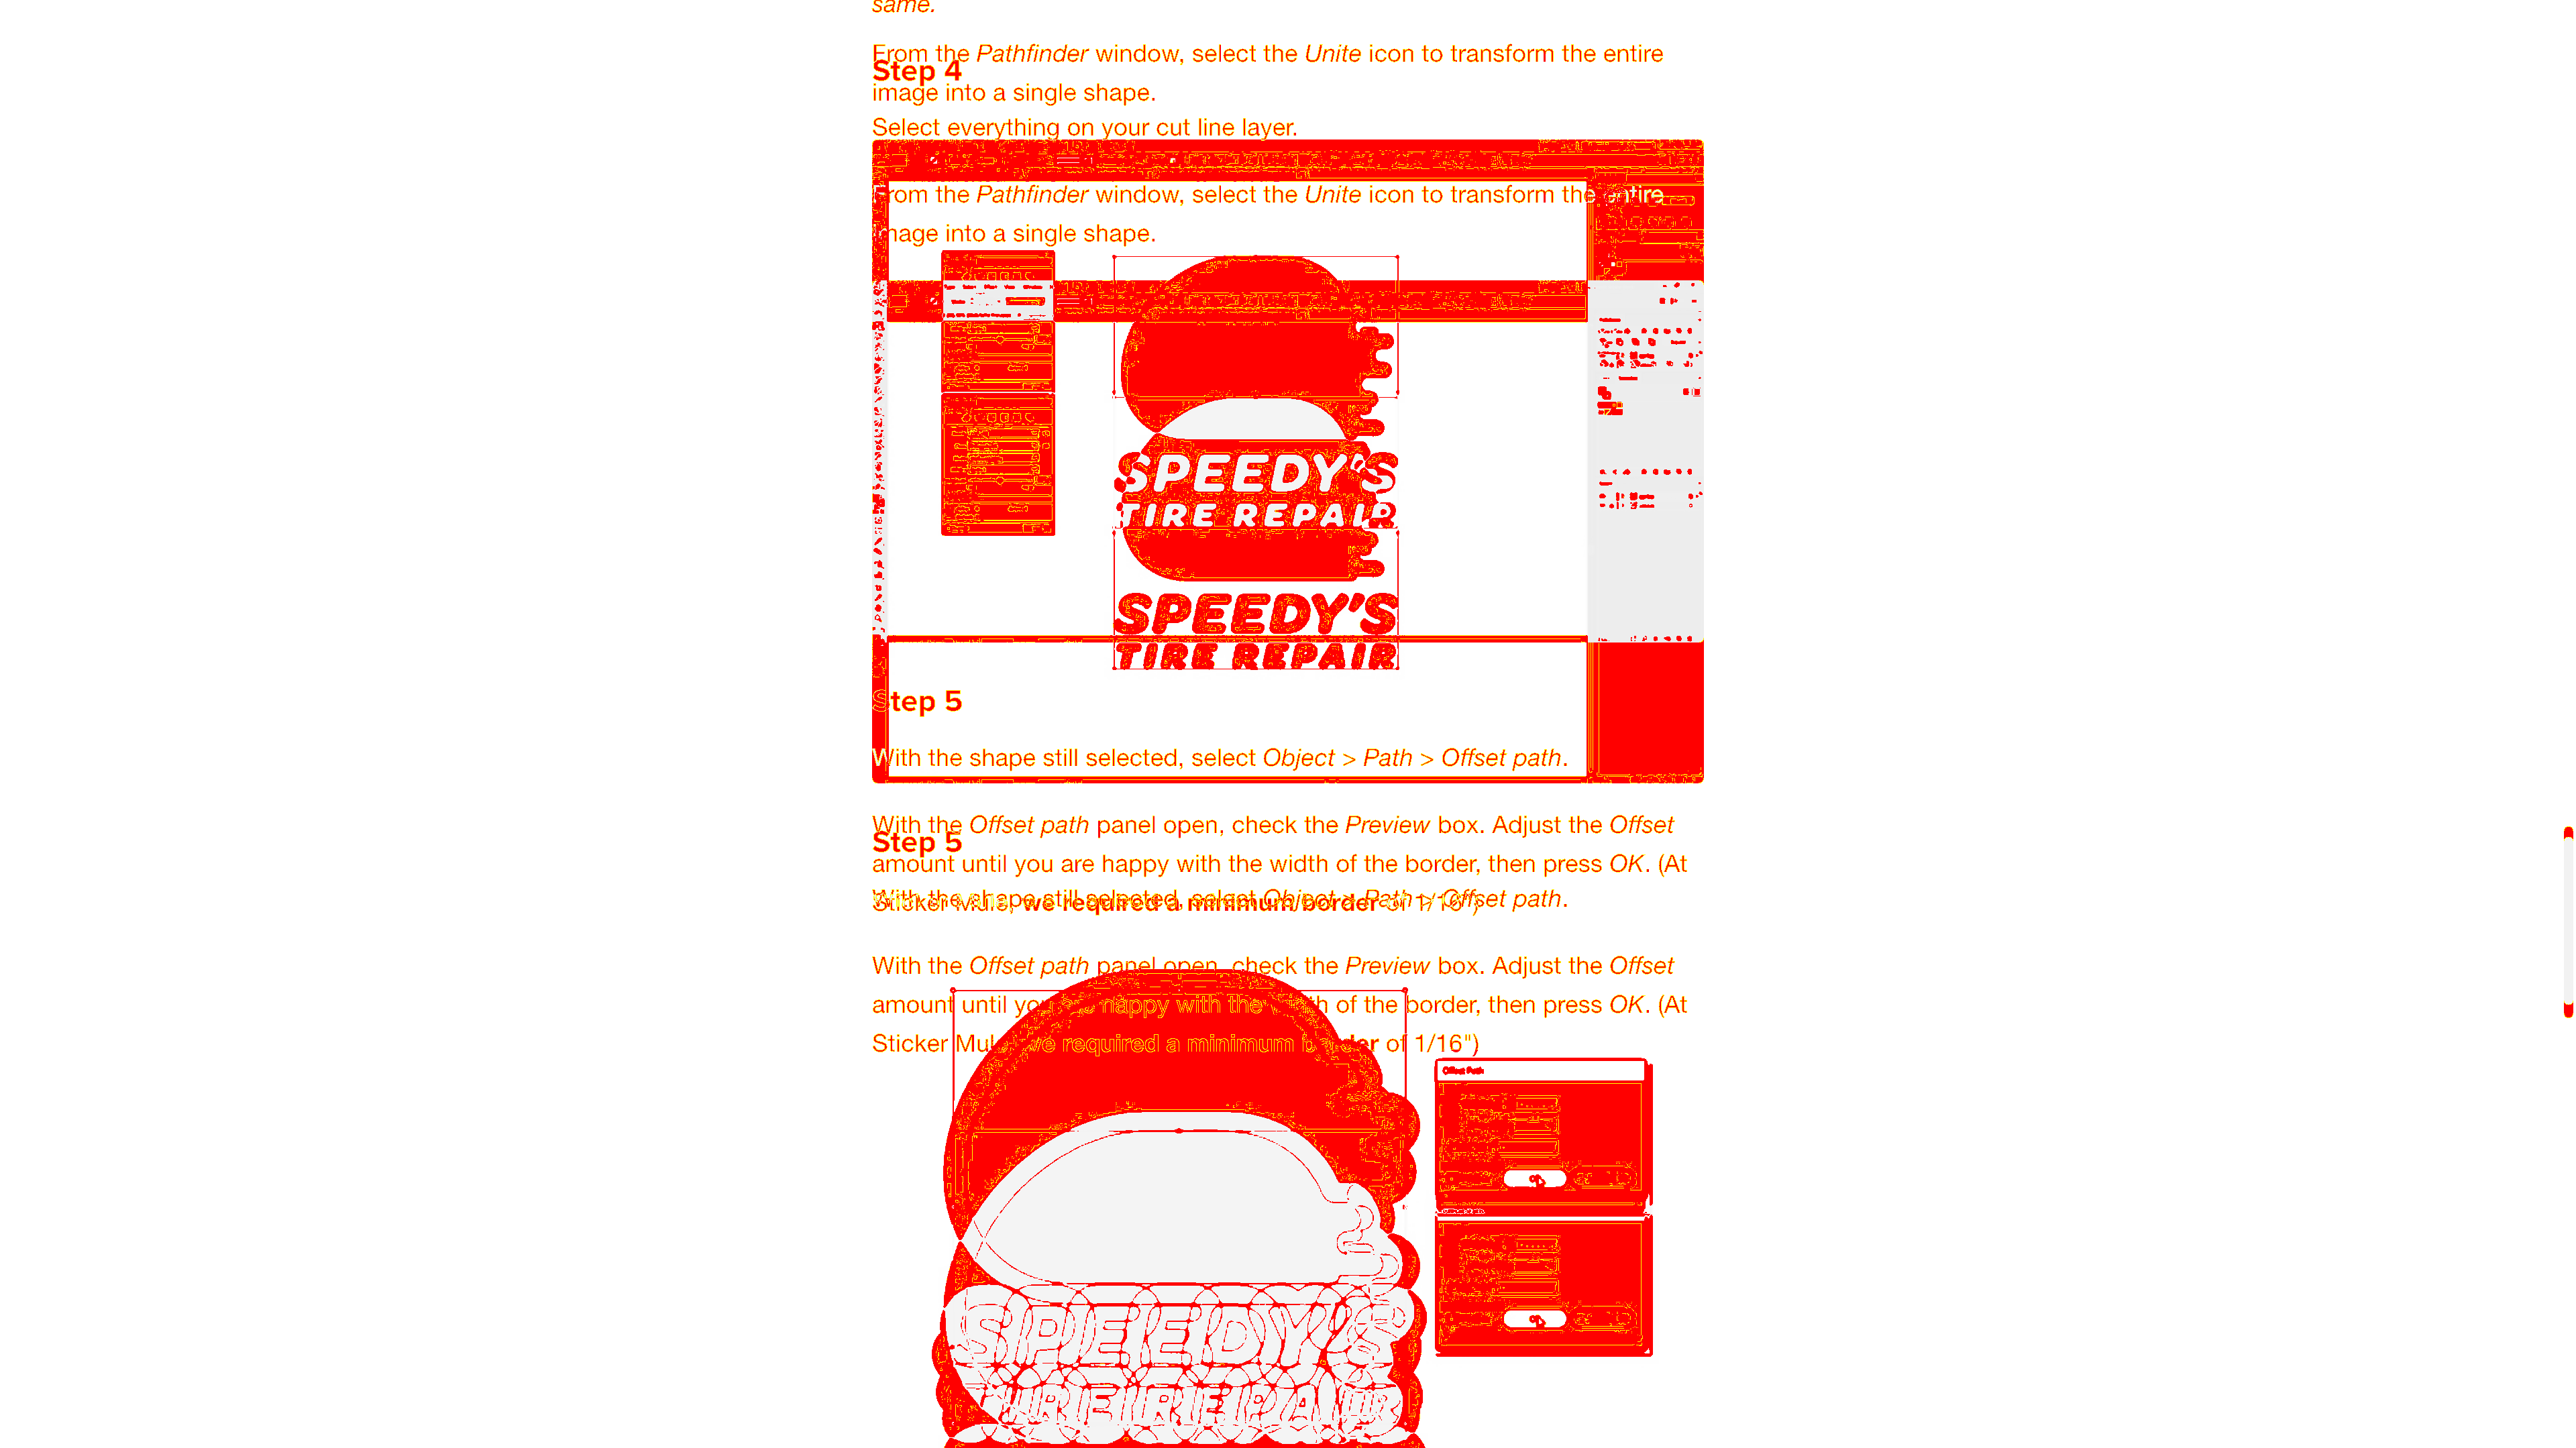 same.
From the Pathfinder window, select the Unite icon to transform the entire
Step 4
image into a single shape.
Select everything on your cut line layer.
From the Pathfinder window, select the Unite icon to transform the entire
image into a single shape.
SPEEDY'S
TIRE REPAIR
SPEEDY'S
TIRE REPAIR
Step 5
With the shape still selected, select Object > Path > Offset path.
With the Offset path panel open, check the Preview box. Adjust the Offset
Step 5
amount until you are happy with the width of the border, then press OK. (At
With the shape still selected, select Object > Path > Offset path.
Sticker Mule, we required a minimum border of 1/16")
With the Offset path panel open, check the Preview box. Adjust the Offset
amount until you are happy with the width of the border, then press OK. (At
Sticker Mule, we required a minimum border of 1/16")
Offset Path
OK
OK
SPEEDY'S
TIRE REPAIR